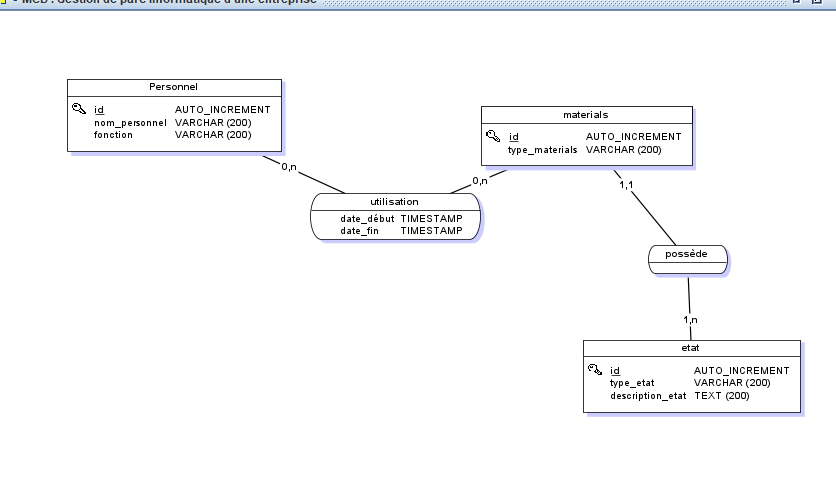 MCD : Gestion de parc informatique d'une entreprise
Personnel
id AUTO_INCREMENT
nom_personnel VARCHAR (200)
fonction VARCHAR (200)
materials
id AUTO_INCREMENT
type_materials VARCHAR (200)
0,n
0,n
1,1
utilisation
date_début TIMESTAMP
date_fin TIMESTAMP
possède
1,n
etat
id AUTO_INCREMENT
type_etat VARCHAR (200)
description_etat TEXT (200)